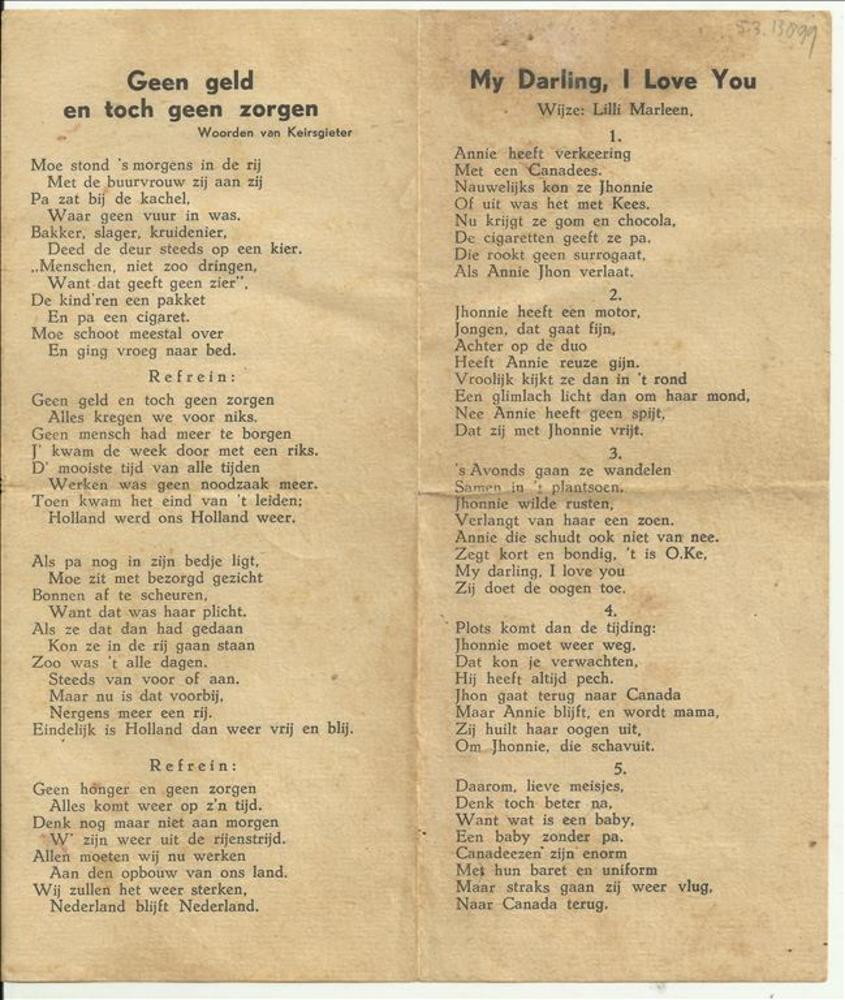 53.13099
Geen geld
en toch geen zorgen
Woorden van Keirsgieter
Moe stond 's morgens in de rij
Met de buurvrouw zij aan zij
Pa zat bij de kachel,
Waar geen vuur in was.
Bakker, slager, kruidenier,
Deed de deur steeds op een kier.
„Menschen, niet zoo dringen,
Want dat geeft geen zier".
De kind'ren een pakket
En pa een cigaret.
Moe schoot meestal over
En ging vroeg naar bed.
Refrein:
Geen geld en toch geen zorgen
Alles kregen we voor niks.
Geen mensch had meer te borgen
J' kwam de week door met een riks.
D' mooiste tijd van alle tijden
Werken was geen noodzaak meer.
Toen kwam het eind van 't leiden;
Holland werd ons Holland weer.
Als pa nog in zijn bedje ligt,
Moe zit met bezorgd gezicht
Bonnen af te scheuren,
Want dat was haar plicht.
Als ze dat dan had gedaan
Kon ze in de rij gaan staan
Zoo was 't alle dagen.
Steeds van voor of aan.
Maar nu is dat voorbij,
Nergens meer een rij.
Eindelijk is Holland dan weer vrij en blij.
Refrein:
Geen honger en geen zorgen
Alles komt weer op z'n tijd.
Denk nog maar niet aan morgen
W' zijn weer uit de rijenstrijd.
Allen moeten wij nu werken
Aan den opbouw van ons land.
Wij zullen het weer sterken,
Nederland blijft Nederland.
My Darling, I Love You
Wijze: Lilli Marleen.
1.
Annie heeft verkeering
Met een Canadees.
Nauwelijks kon ze Jhonnie
Of uit was het met Kees.
Nu krijgt ze gom en chocola,
De cigaretten geeft ze pa.
Die rookt geen surrogaat,
Als Annie Jhon verlaat.
2.
Jhonnie heeft een motor,
Jongen, dat gaat fijn,
Achter op de duo
Heeft Annie reuze gijn.
Vroolijk kijkt ze dan in 't rond
Een glimlach licht dan om haar mond,
Nee Annie heeft geen spijt,
Dat zij met Jhonnie vrijt.
3.
's Avonds gaan ze wandelen
Samen in 't plantsoen.
Jhonnie wilde rusten,
Verlangt van haar een zoen.
Annie die schudt ook niet van nee.
Zegt kort en bondig, 't is O.Ke,
My darling, I love you
Zij doet de oogen toe.
4.
Plots komt dan de tijding:
Jhonnie moet weer weg.
Dat kon je verwachten,
Hij heeft altijd pech.
Jhon gaat terug naar Canada
Maar Annie blijft, en wordt mama,
Zij huilt haar oogen uit,
Om Jhonnie, die schavuit.
5.
Daarom, lieve meisjes,
Denk toch beter na,
Want wat is een baby,
Een baby zonder pa.
Canadeezen zijn enorm
Met hun baret en uniform
Maar straks gaan zij weer vlug,
Naar Canada terug.